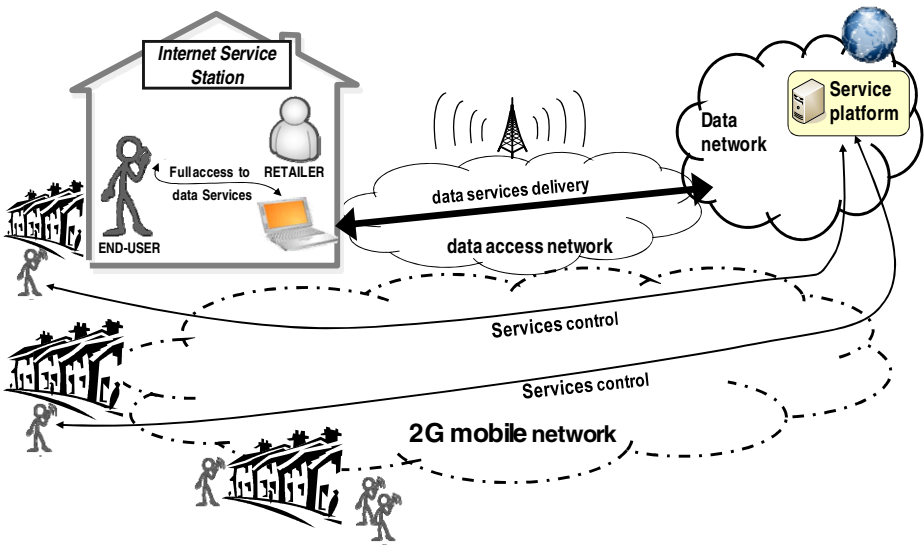 Internet Service
Station
RETAILER
Full access to
data Services
END-USER
data services delivery
data access network
Data
network
Service
platform
Services control
Services control
2G mobile network